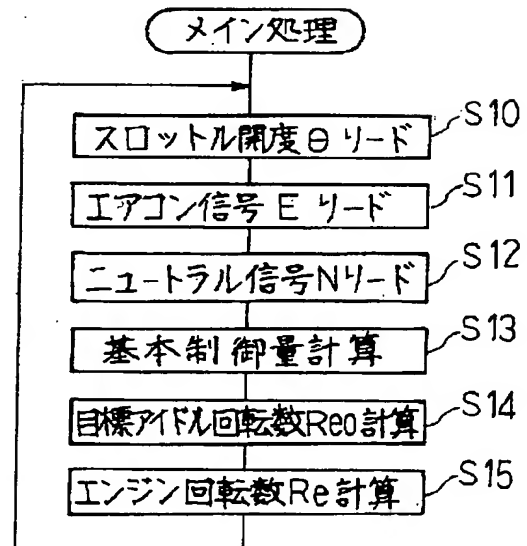 メイン処理
スロットル開度θリード S10
エアコン信号Eリード S11
ニュートラル信号Nリード S12
基本制御量計算 S13
目標アイドル回転数Reo計算 S14
エンジン回転数Re計算 S15